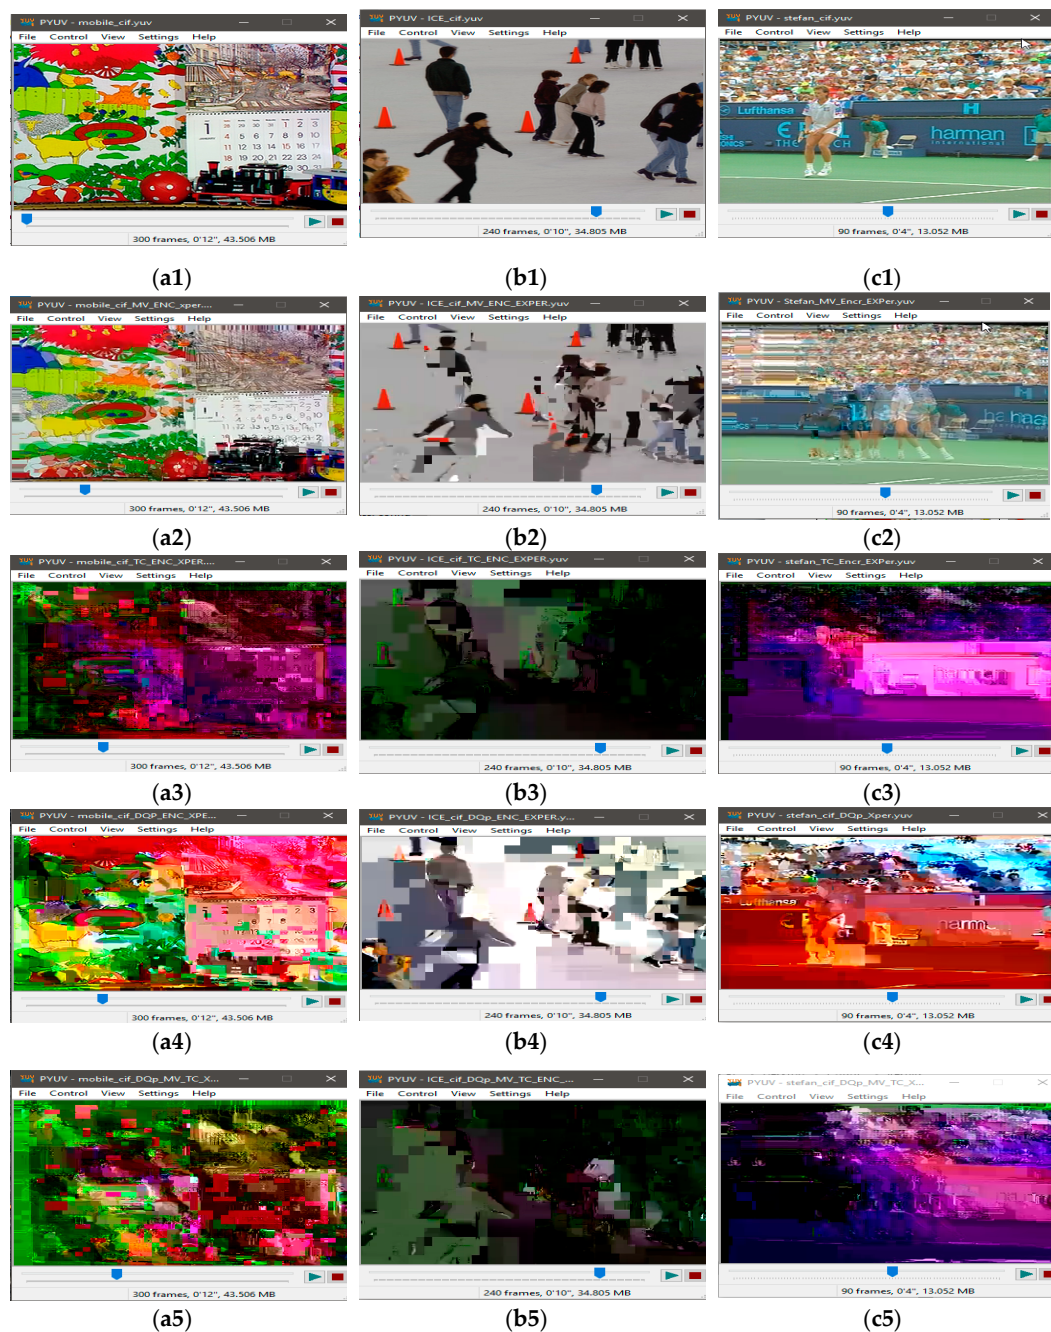 PYUV - mobile_cif.yuv
File Control View Settings Help
300 frames, 0'12", 43.506 MB
(a1)
PYUV - ICE_cif.yuv
File Control View Settings Help
240 frames, 0'10", 34.805 MB
(b1)
PYUV - stefan_cif.yuv
File Control View Settings Help
Lufthansa
H
harman
international
90 frames, 0'4", 13.052 MB
(c1)
PYUV - mobile_cif_MV_ENC_xper....
File Control View Settings Help
300 frames, 0'12", 43.506 MB
(a2)
PYUV - ICE_cif_MV_ENC_EXPER.yuv
File Control View Settings Help
240 frames, 0'10", 34.805 MB
(b2)
PYUV - Stefan_MV_Encr_EXPer.yuv
File Control View Settings Help
90 frames, 0'4", 13.052 MB
(c2)
PYUV - mobile_cif_TC_ENC_XPER....
File Control View Settings Help
300 frames, 0'12", 43.506 MB
(a3)
PYUV - ICE_cif_TC_ENC_EXPER.yuv
File Control View Settings Help
240 frames, 0'10", 34.805 MB
(b3)
PYUV - stefan_TC_Encr_EXPer.yuv
File Control View Settings Help
90 frames, 0'4", 13.052 MB
(c3)
PYUV - mobile_cif_DQP_ENC_XPE...
File Control View Settings Help
300 frames, 0'12", 43.506 MB
(a4)
PYUV - ICE_cif_DQp_ENC_EXPER.y...
File Control View Settings Help
240 frames, 0'10", 34.805 MB
(b4)
PYUV - stefan_cif_DQp_Xper.yuv
File Control View Settings Help
Lufthansa
harm
90 frames, 0'4", 13.052 MB
(c4)
PYUV - mobile_cif_DQp_MV_TC_X...
File Control View Settings Help
300 frames, 0'12", 43.506 MB
(a5)
PYUV - ICE_cif_DQp_MV_TC_ENC_...
File Control View Settings Help
240 frames, 0'10", 34.805 MB
(b5)
PYUV - stefan_cif_DQp_MV_TC_X...
File Control View Settings Help
90 frames, 0'4", 13.052 MB
(c5)